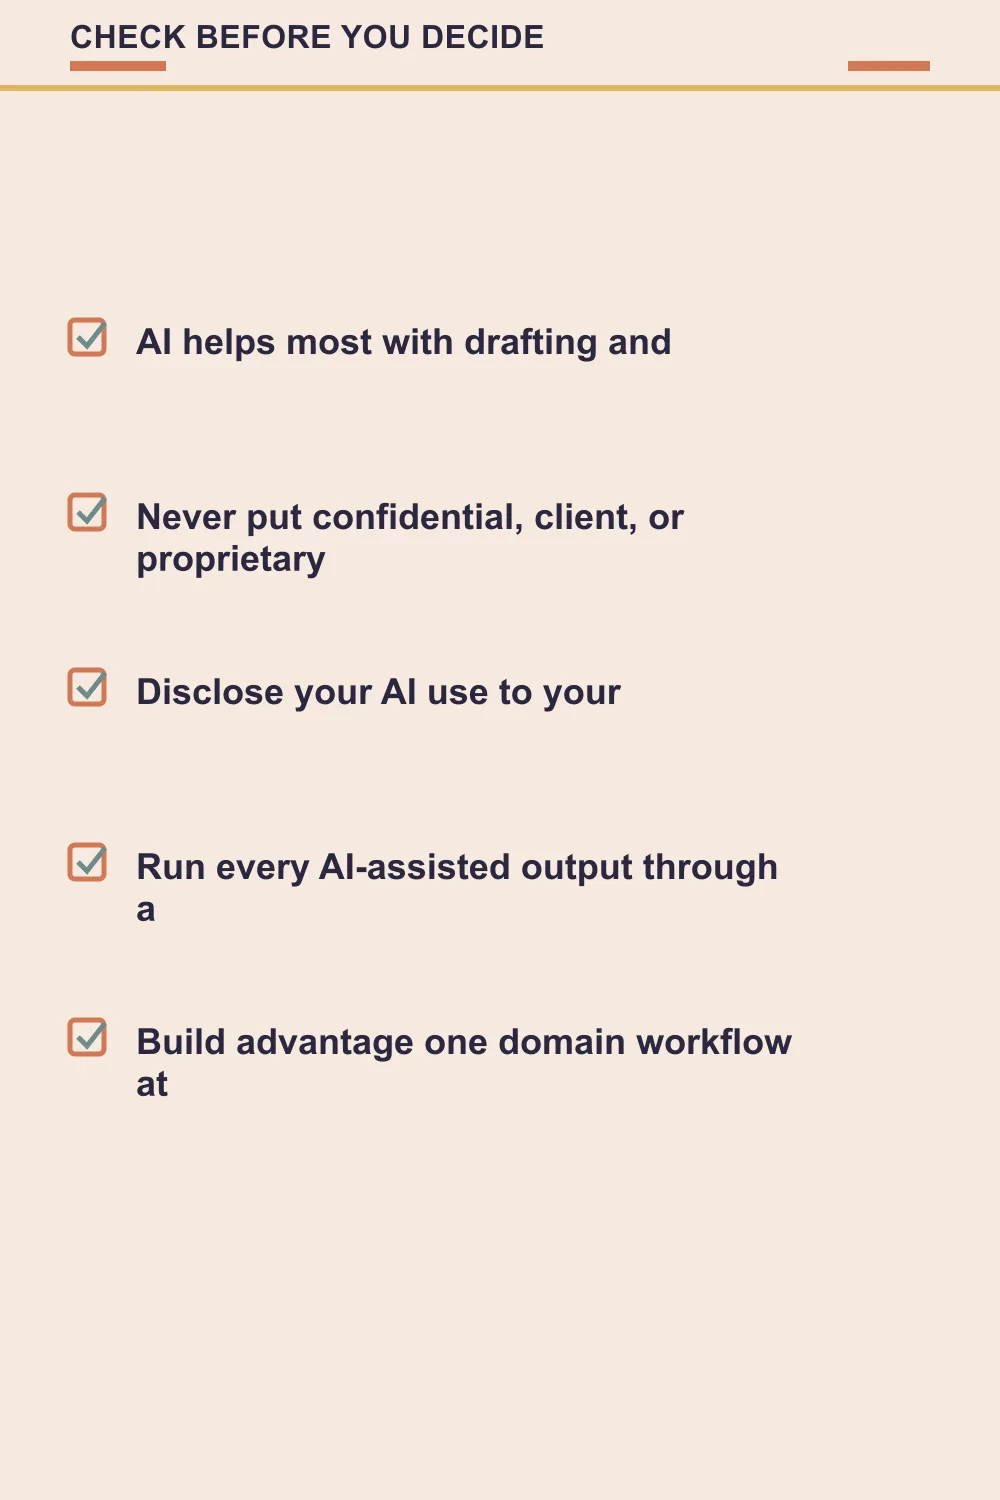 CHECK BEFORE YOU DECIDE
AI helps most with drafting and
Never put confidential, client, or
proprietary
Disclose your AI use to your
Run every AI-assisted output through
a
Build advantage one domain workflow
at